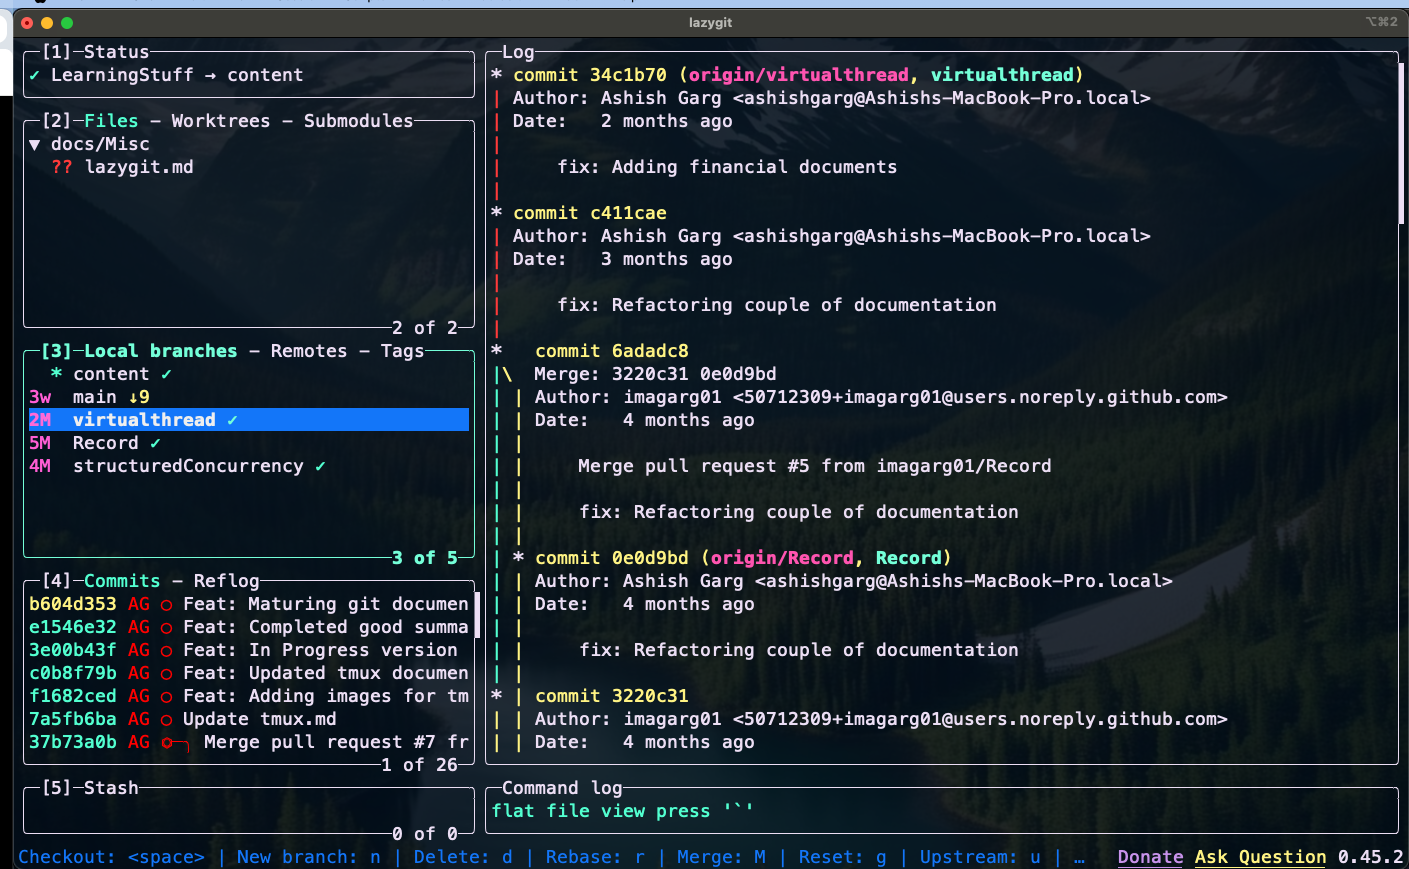 lazygit
⌥⌘2
[1]─Status
✓ LearningStuff → content
[2]─Files - Worktrees - Submodules
▼ docs/Misc
?? lazygit.md
2 of 2
[3]─Local branches - Remotes - Tags
* content ✓
3w main ↓9
2M virtualthread ✓
5M Record ✓
4M structuredConcurrency ✓
3 of 5
[4]─Commits - Reflog
b604d353 AG ○ Feat: Maturing git documen
e1546e32 AG ○ Feat: Completed good summa
3e00b43f AG ○ Feat: In Progress version
c0b8f79b AG ○ Feat: Updated tmux documen
f1682ced AG ○ Feat: Adding images for tm
7a5fb6ba AG ○ Update tmux.md
37b73a0b AG Merge pull request #7 fr
1 of 26
[5]─Stash
0 of 0
Log
* commit 34c1b70 (origin/virtualthread, virtualthread)
| Author: Ashish Garg <ashishgarg@Ashishs-MacBook-Pro.local>
| Date:   2 months ago
|
|     fix: Adding financial documents
|
* commit c411cae
| Author: Ashish Garg <ashishgarg@Ashishs-MacBook-Pro.local>
| Date:   3 months ago
|
|     fix: Refactoring couple of documentation
|
*   commit 6adadc8
|\  Merge: 3220c31 0e0d9bd
| | Author: imagarg01 <50712309+imagarg01@users.noreply.github.com>
| | Date:   4 months ago
| |
| |     Merge pull request #5 from imagarg01/Record
| |
| |     fix: Refactoring couple of documentation
| |
| * commit 0e0d9bd (origin/Record, Record)
| | Author: Ashish Garg <ashishgarg@Ashishs-MacBook-Pro.local>
| | Date:   4 months ago
| |
| |     fix: Refactoring couple of documentation
| |
* | commit 3220c31
| | Author: imagarg01 <50712309+imagarg01@users.noreply.github.com>
| | Date:   4 months ago
Command log
flat file view press '`'
Checkout: <space> | New branch: n | Delete: d | Rebase: r | Merge: M | Reset: g | Upstream: u | … Donate Ask Question 0.45.2